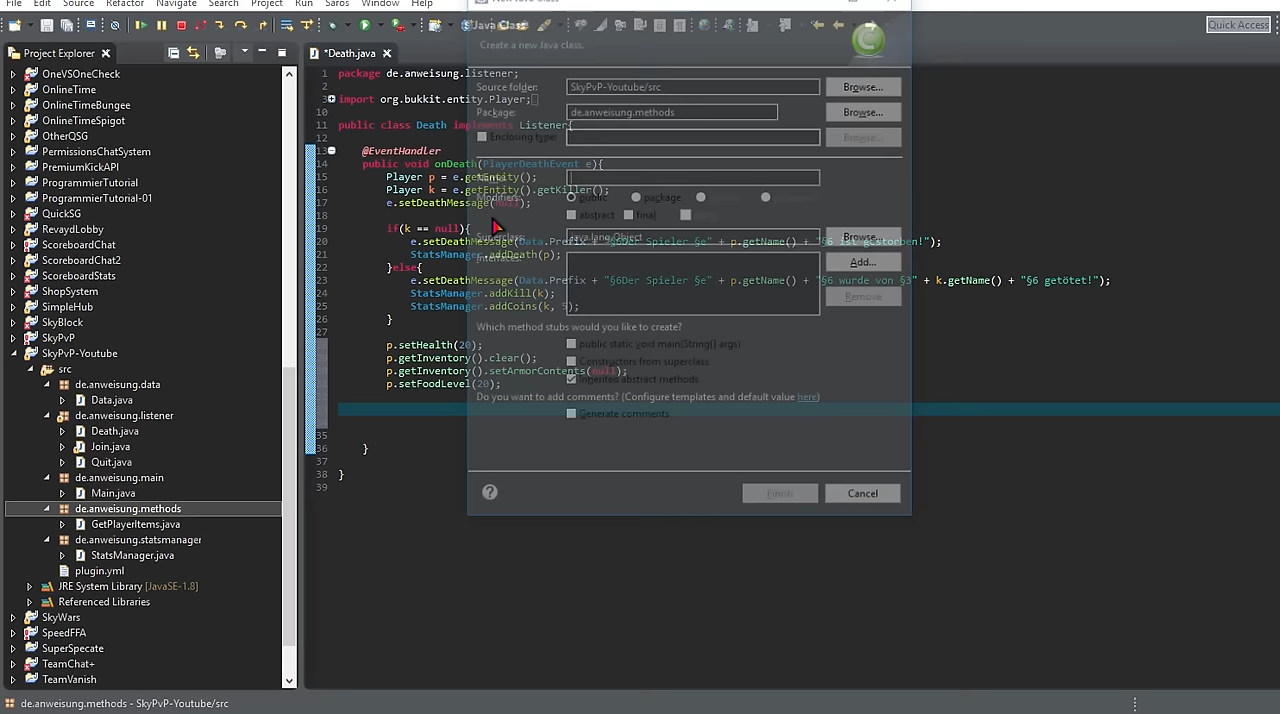 File Edit Source Refactor Navigate Search Project Run Saros Window Help
Quick Access
Project Explorer
*Death.java
OneVSOneCheck
OnlineTime
OnlineTimeBungee
OnlineTimeSpigot
OtherQSG
PermissionsChatSystem
PremiumKickAPI
ProgrammierTutorial
ProgrammierTutorial-01
QuickSG
RevaydLobby
ScoreboardChat
ScoreboardChat2
ScoreboardStats
ShopSystem
SimpleHub
SkyBlock
SkyPvP
SkyPvP-Youtube
src
de.anweisung.data
Data.java
de.anweisung.listener
Death.java
Join.java
Quit.java
de.anweisung.main
Main.java
de.anweisung.methods
GetPlayerItems.java
de.anweisung.statsmanager
StatsManager.java
plugin.yml
JRE System Library [JavaSE-1.8]
Referenced Libraries
SkyWars
SpeedFFA
SuperSpecate
TeamChat+
TeamVanish
1 package de.anweisung.listener;
2
3 import org.bukkit.entity.Player;
10
11 public class Death implements Listener{
12
13 @EventHandler
14 public void onDeath(PlayerDeathEvent e){
15 Player p = e.getEntity();
16 Player k = e.getEntity().getKiller();
17 e.setDeathMessage(null);
18
19 if(k == null){
20 e.setDeathMessage(Data.Prefix + "§6Der Spieler §e" + p.getName() + "§6 ist gestorben!");
21 StatsManager.addDeath(p);
22 }else{
23 e.setDeathMessage(Data.Prefix + "§6Der Spieler §e" + p.getName() + "§6 wurde von §3" + k.getName() + "§6 getötet!");
24 StatsManager.addKill(k);
25 StatsManager.addCoins(k, 5);
26 }
27
p.setHealth(20);
p.getInventory().clear();
p.getInventory().setArmorContents(null);
p.setFoodLevel(20);
35
36 }
37
38 }
39
Java Class
Create a new Java class.
Source folder: SkyPvP-Youtube/src Browse...
Package: de.anweisung.methods Browse...
Enclosing type: Browse...
Modifiers: public package
abstract final
Superclass: java.lang.Object Browse...
Interfaces: Add...
Remove
Which method stubs would you like to create?
public static void main(String[] args)
Constructors from superclass
Inherited abstract methods
Do you want to add comments? (Configure templates and default value here)
Generate comments
Finish Cancel
de.anweisung.methods - SkyPvP-Youtube/src